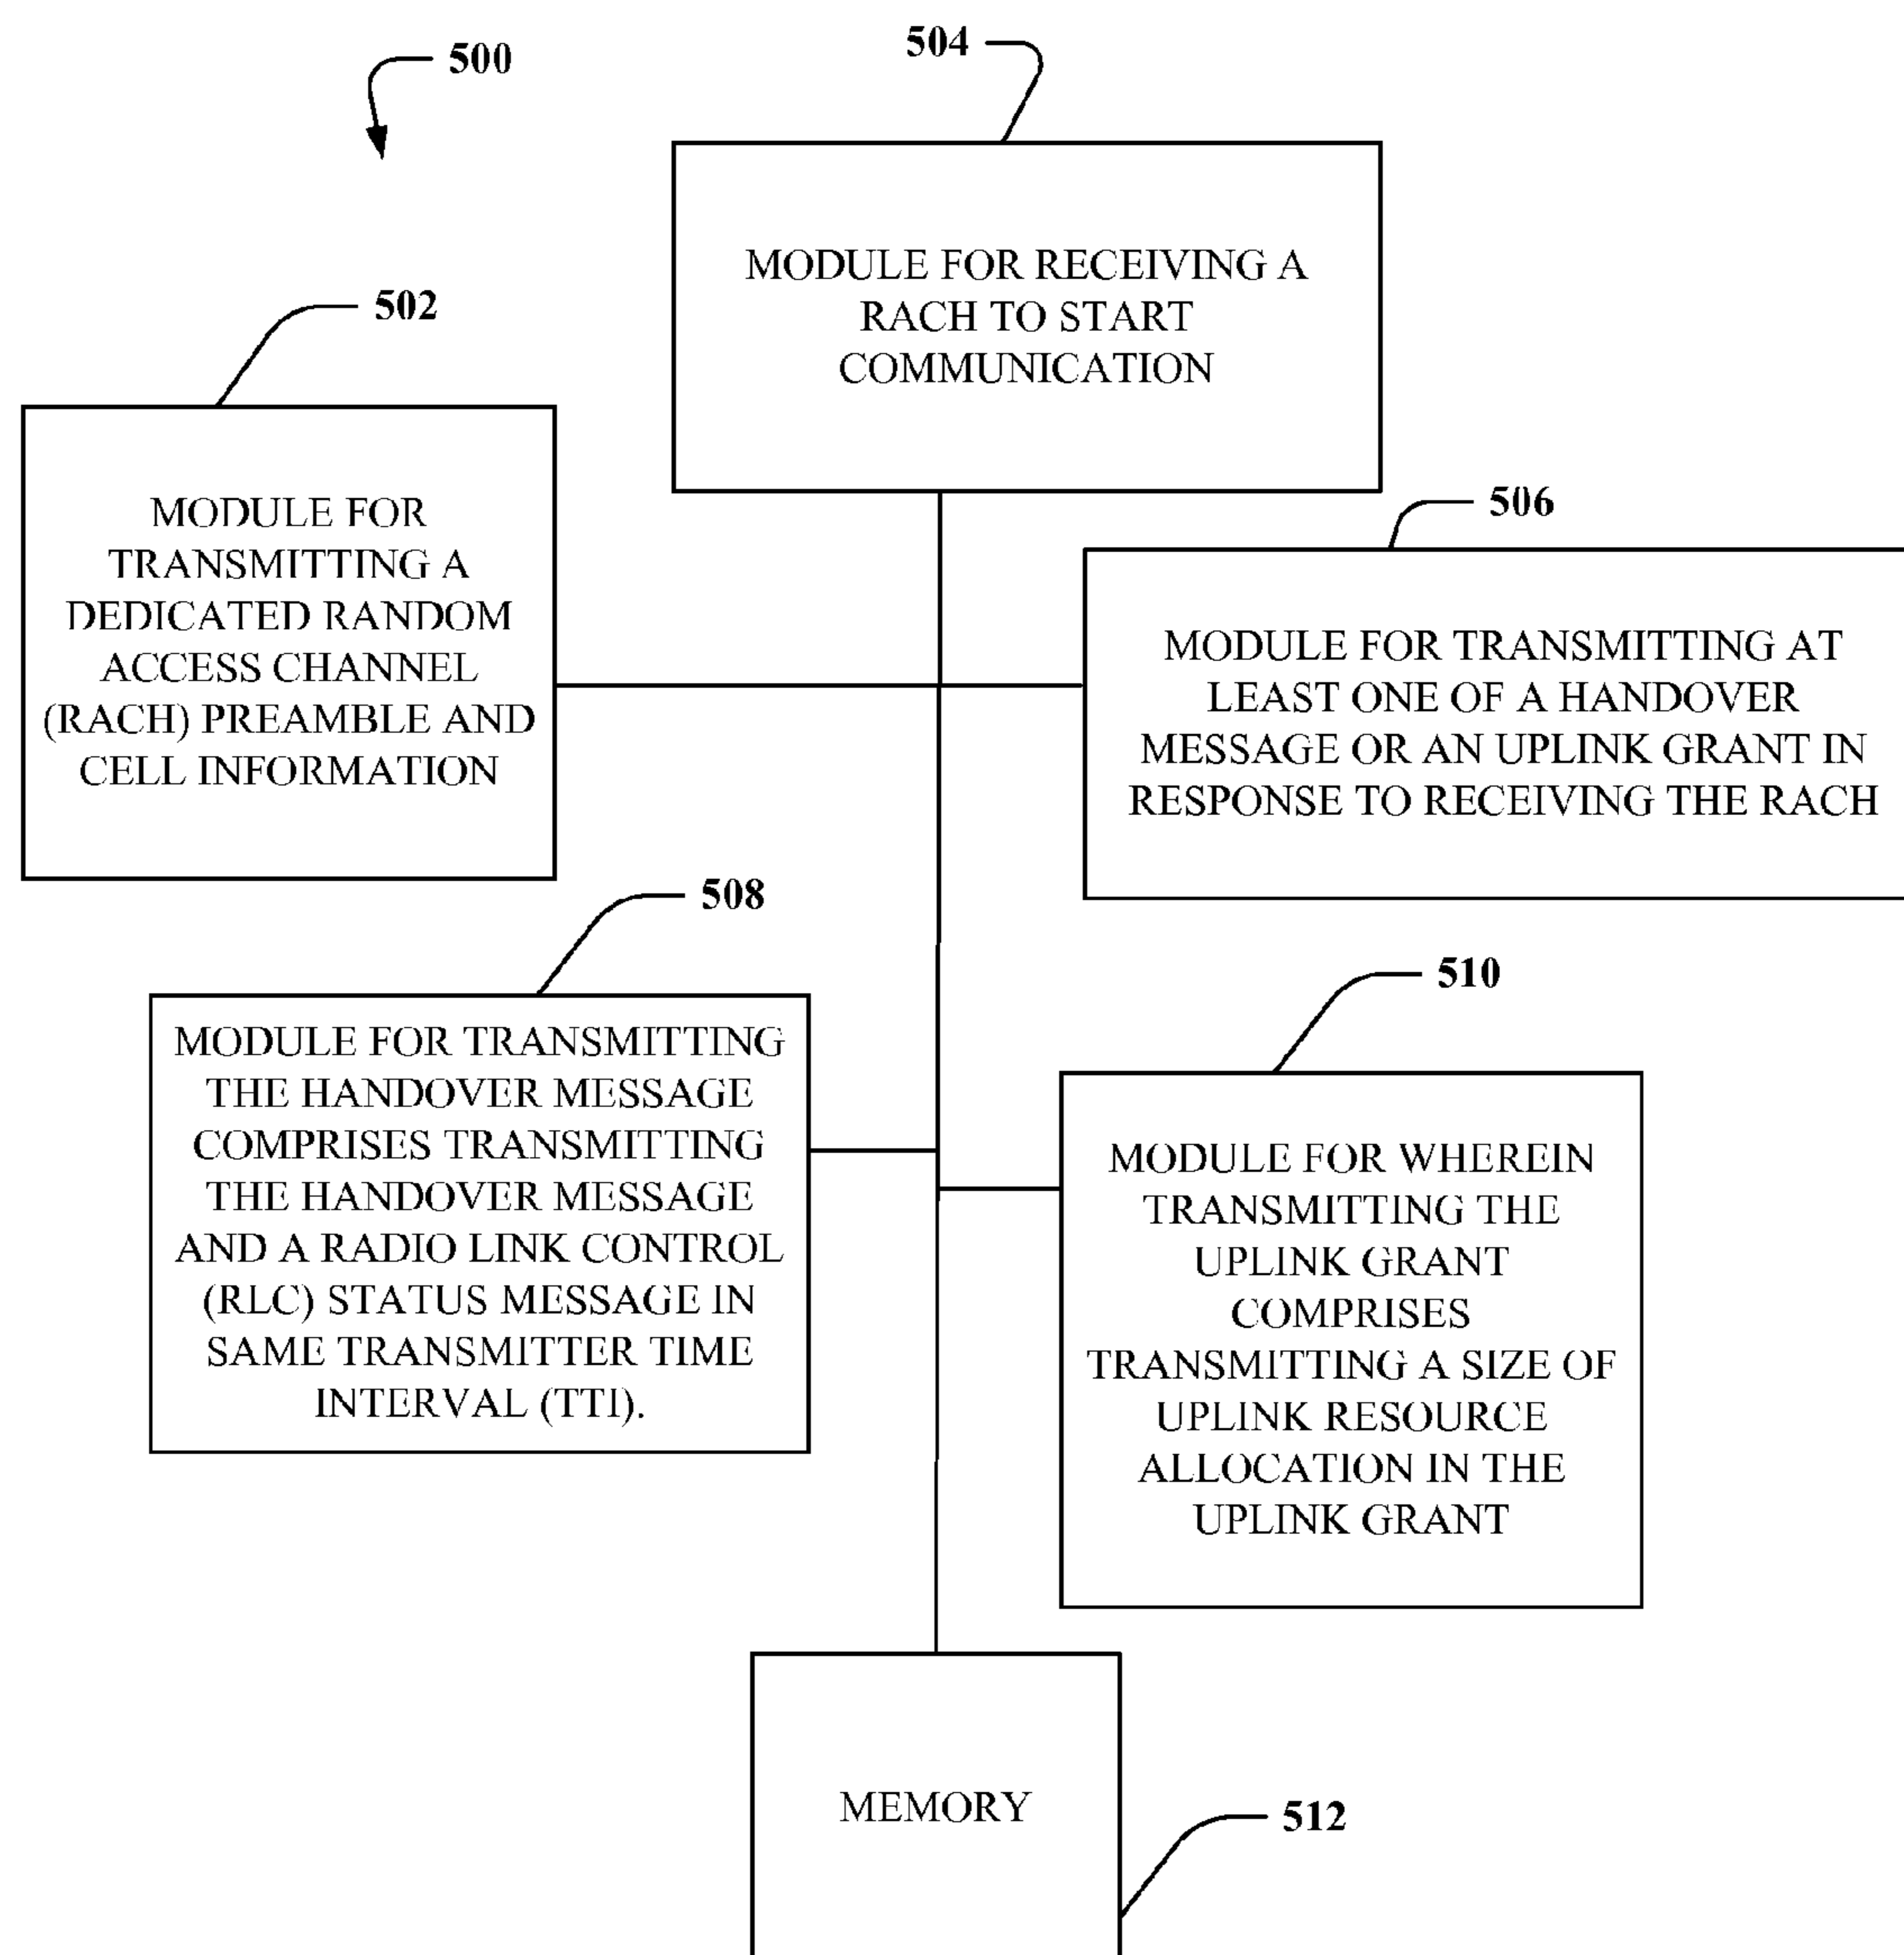 500
504
MODULE FOR RECEIVING A
RACH TO START
COMMUNICATION
502
MODULE FOR
TRANSMITTING A
DEDICATED RANDOM
ACCESS CHANNEL
(RACH) PREAMBLE AND
CELL INFORMATION
506
MODULE FOR TRANSMITTING AT
LEAST ONE OF A HANDOVER
MESSAGE OR AN UPLINK GRANT IN
RESPONSE TO RECEIVING THE RACH
508
MODULE FOR TRANSMITTING
THE HANDOVER MESSAGE
COMPRISES TRANSMITTING
THE HANDOVER MESSAGE
AND A RADIO LINK CONTROL
(RLC) STATUS MESSAGE IN
SAME TRANSMITTER TIME
INTERVAL (TTI).
510
MODULE FOR WHEREIN
TRANSMITTING THE
UPLINK GRANT
COMPRISES
TRANSMITTING A SIZE OF
UPLINK RESOURCE
ALLOCATION IN THE
UPLINK GRANT
MEMORY
512